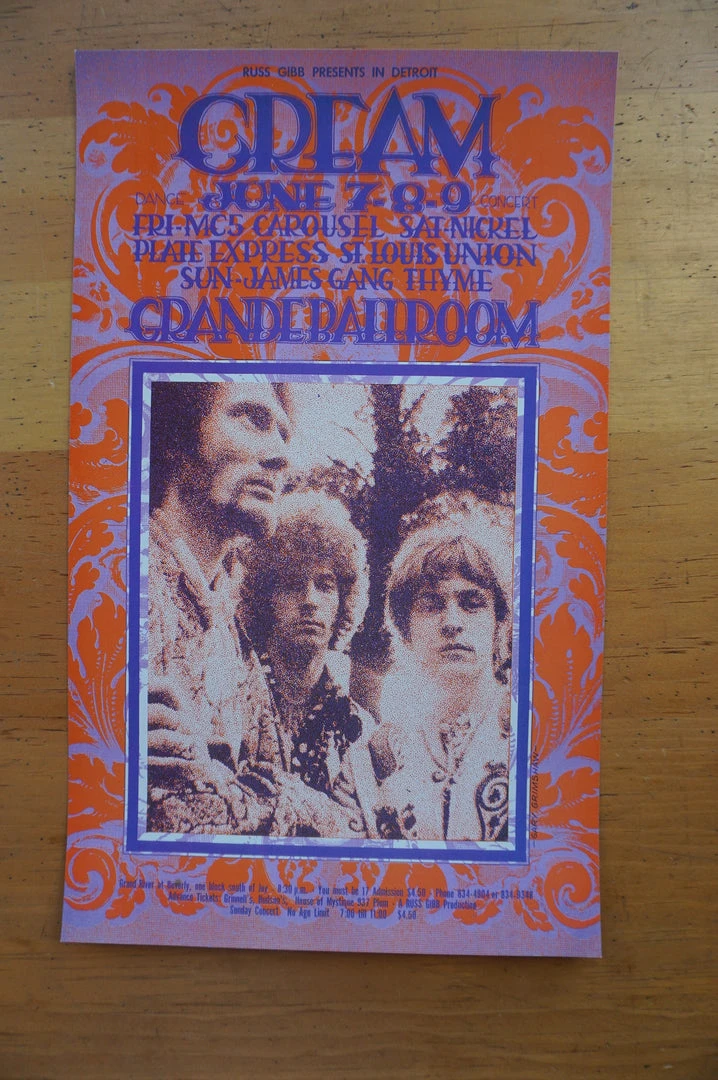 RUSS GIBB PRESENTS IN DETROIT
CREAM
DANCE JUNE 7-8-9 CONCERT
FRI-MC5 CAROUSEL SAT-NICKEL
PLATE EXPRESS ST. LOUIS UNION
SUN-JAMES GANG THYME
GRANDE BALLROOM
GARY GRIMSHAW
Grand River at Beverly, one block south of Joy - 8:30 p.m. You must be 17 Admission $4.50 - Phone 834-4904 or 834-9348
Advance Tickets: Grinnell's, Hudson's, House of Mystique 937 Plum - A RUSS GIBB Production
Sunday Concert No Age Limit 7:00 till 11:00 $4.50